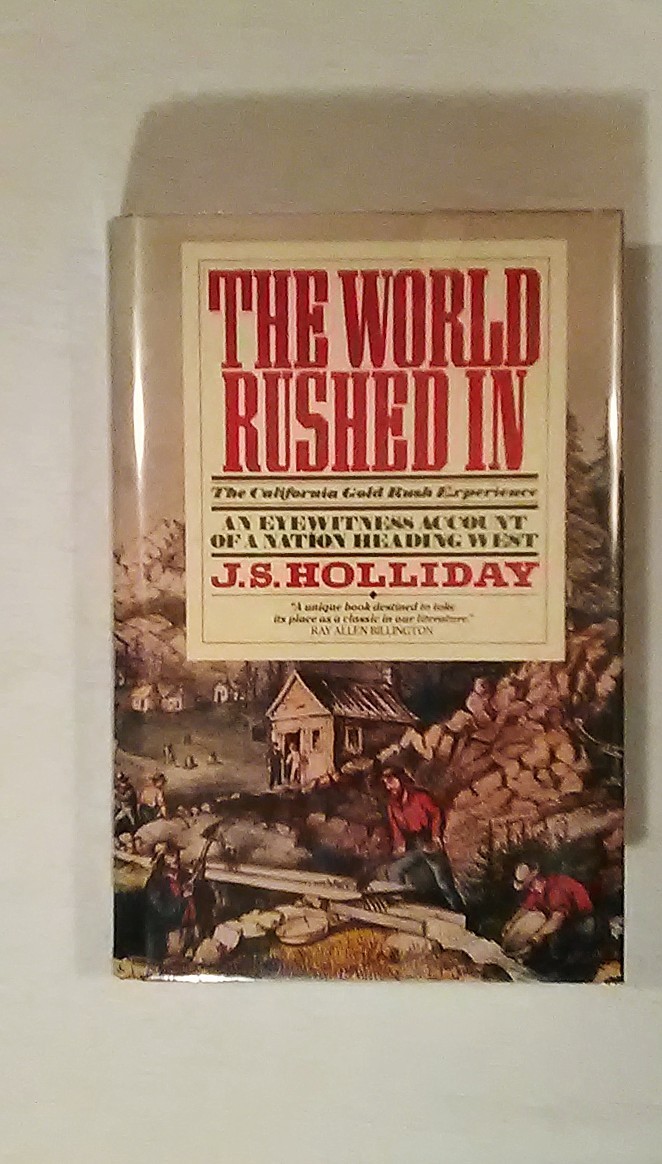 THE WORLD
RUSHED IN
The California Gold Rush Experience
AN EYEWITNESS ACCOUNT
OF A NATION HEADING WEST
J.S. HOLLIDAY
"A unique book destined to take
its place as a classic in our literature."
RAY ALLEN BILLINGTON